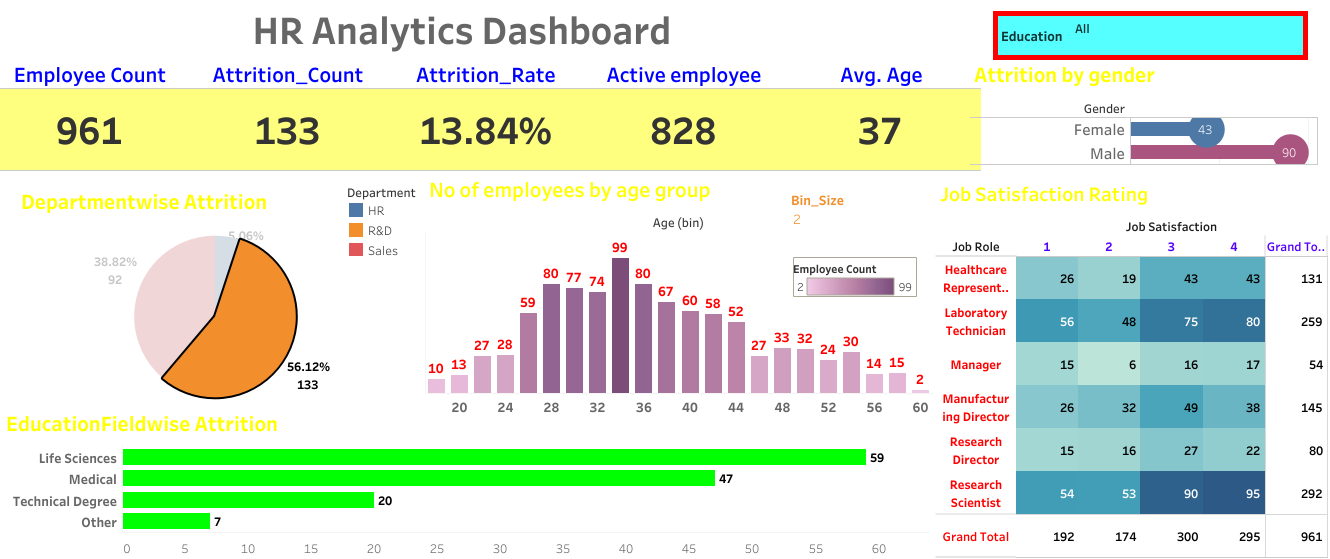 HR Analytics Dashboard
Education All
Employee Count Attrition_Count Attrition_Rate Active employee Avg. Age
961 133 13.84% 828 37
Attrition by gender
Gender
Female 43
Male 90
Departmentwise Attrition
5.06%
38.82%
92
56.12%
133
Department
HR
R&D
Sales
No of employees by age group
Bin_Size
2
Age (bin)
Employee Count
2 99
10 13 27 28 59 80 77 74 99 80 67 60 58 52 27 33 32 24 30 14 15 2
20 24 28 32 36 40 44 48 52 56 60
Job Satisfaction Rating
Job Satisfaction
Job Role 1 2 3 4 Grand To..
Healthcare
Represent.. 26 19 43 43 131
Laboratory
Technician 56 48 75 80 259
Manager 15 6 16 17 54
Manufactur
ing Director 26 32 49 38 145
Research
Director 15 16 27 22 80
Research
Scientist 54 53 90 95 292
Grand Total 192 174 300 295 961
EducationFieldwise Attrition
Life Sciences 59
Medical 47
Technical Degree 20
Other 7
0 5 10 15 20 25 30 35 40 45 50 55 60